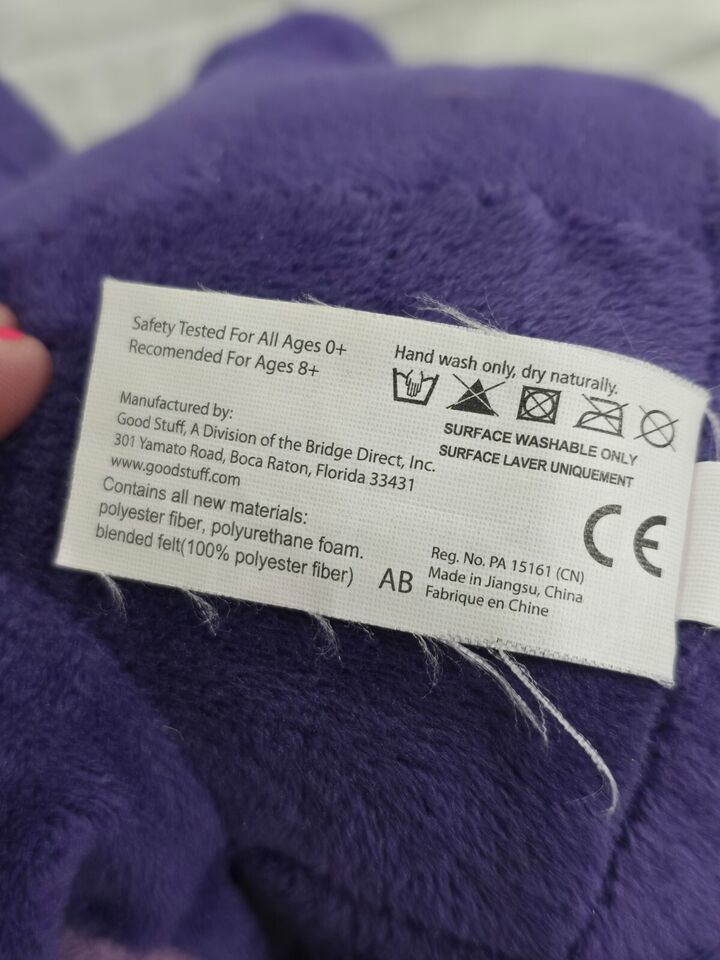 Safety Tested For All Ages 0+
Recomended For Ages 8+
Manufactured by:
Good Stuff, A Division of the Bridge Direct, Inc.
301 Yamato Road, Boca Raton, Florida 33431
www.goodstuff.com
Contains all new materials:
polyester fiber, polyurethane foam.
blended felt(100% polyester fiber)
AB
Hand wash only, dry naturally.
SURFACE WASHABLE ONLY
SURFACE LAVER UNIQUEMENT
CE
Reg. No. PA 15161 (CN)
Made in Jiangsu, China
Fabrique en Chine